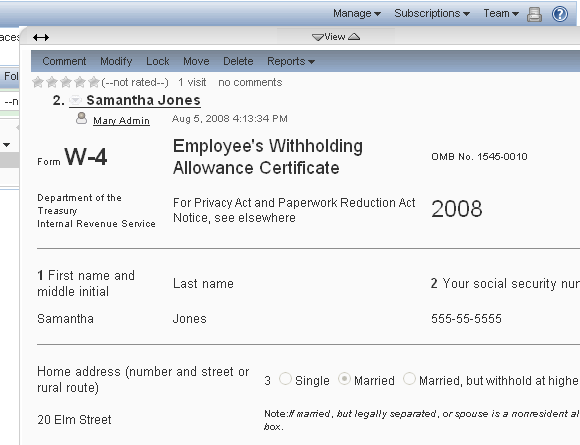 Manage Subscriptions Team
View
Comment Modify Lock Move Delete Reports
(--not rated--) 1 visit no comments
Fol
2. Samantha Jones
Mary Admin Aug 5, 2008 4:13:34 PM
Form W-4
Employee's Withholding
Allowance Certificate
OMB No. 1545-0010
Department of the
Treasury
Internal Revenue Service
For Privacy Act and Paperwork Reduction Act
Notice, see elsewhere
2008
1 First name and
middle initial
Last name
2 Your social security nur
Samantha
Jones
555-55-5555
Home address (number and street or
rural route)
3 Single Married Married, but withhold at highe
20 Elm Street
Note: If married, but legally separated, or spouse is a nonresident al
box.